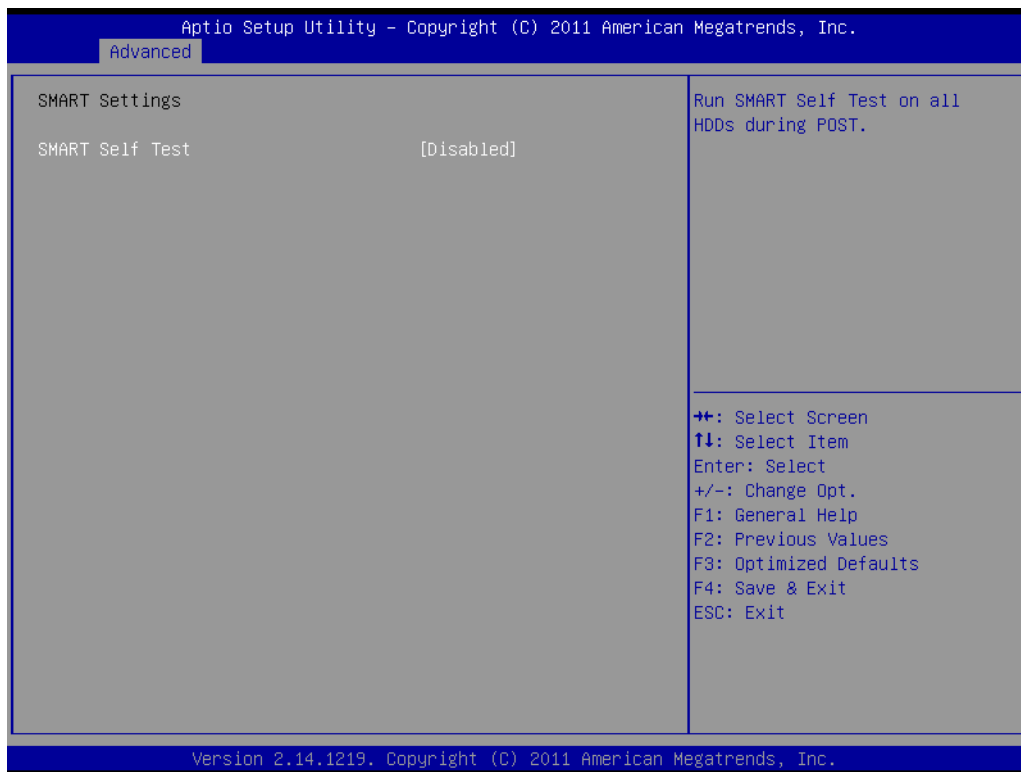 Aptio Setup Utility – Copyright (C) 2011 American Megatrends, Inc.
Advanced
SMART Settings
SMART Self Test [Disabled]
Run SMART Self Test on all
HDDs during POST.
→←: Select Screen
↑↓: Select Item
Enter: Select
+/-: Change Opt.
F1: General Help
F2: Previous Values
F3: Optimized Defaults
F4: Save & Exit
ESC: Exit
Version 2.14.1219. Copyright (C) 2011 American Megatrends, Inc.